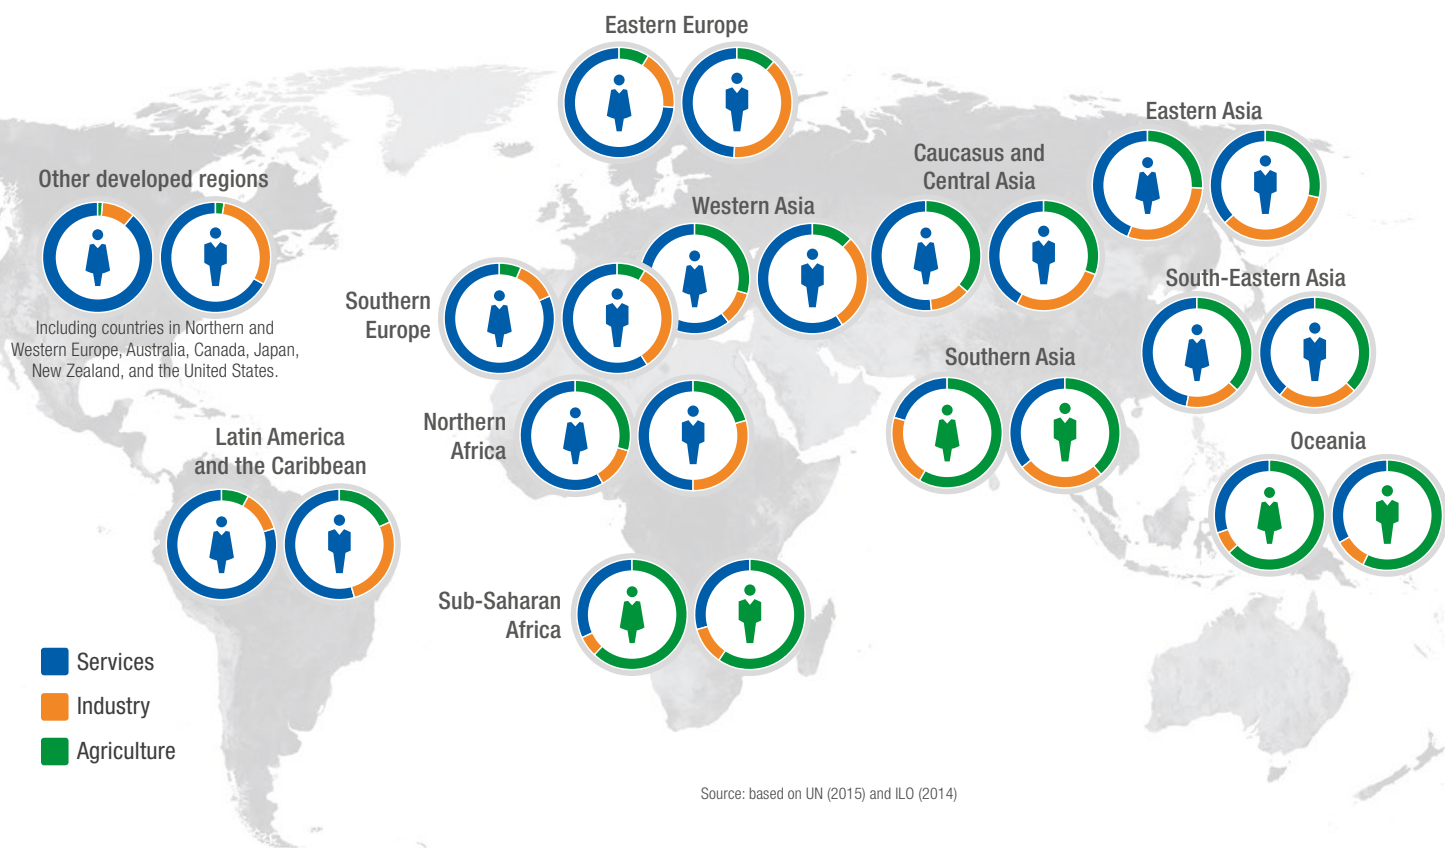 Eastern Europe
Eastern Asia
Caucasus and
Central Asia
Other developed regions
Western Asia
South-Eastern Asia
Southern
Europe
Including countries in Northern and
Western Europe, Australia, Canada, Japan,
New Zealand, and the United States.
Southern Asia
Northern
Africa
Latin America
and the Caribbean
Oceania
Sub-Saharan
Africa
Services
Industry
Agriculture
Source: based on UN (2015) and ILO (2014)